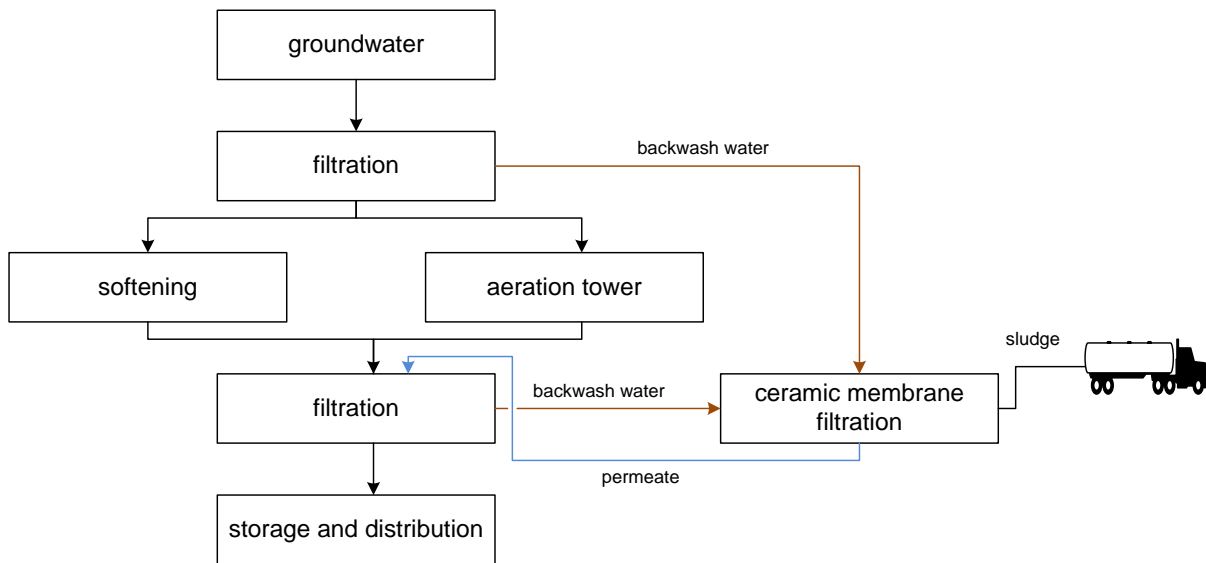 groundwater
filtration
backwash water
softening
aeration tower
sludge
filtration
backwash water
ceramic membrane
filtration
permeate
storage and distribution